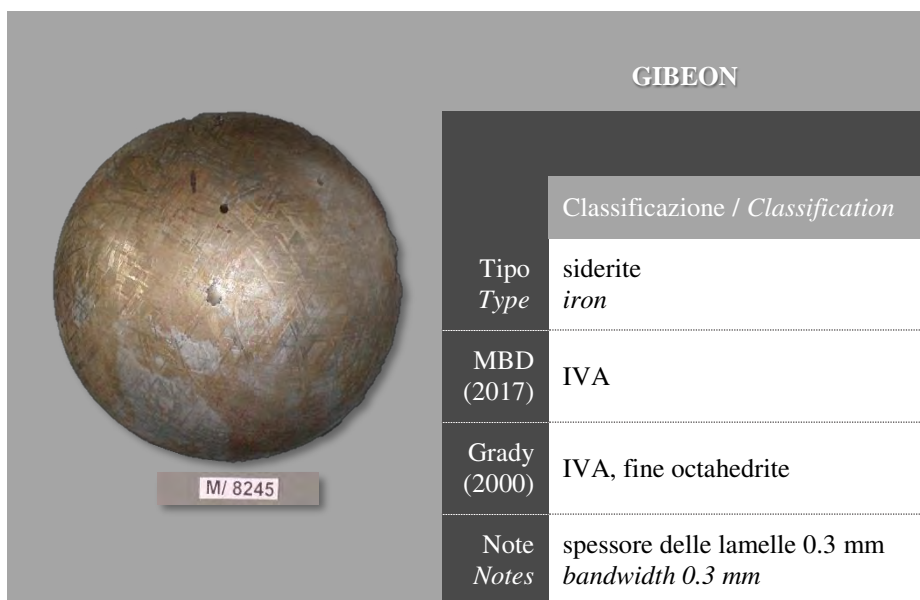 GIBEON
Classificazione / Classification
Tipo
Type
siderite
iron
MBD
(2017)
IVA
Grady
(2000)
IVA, fine octahedrite
Note
Notes
spessore delle lamelle 0.3 mm
bandwidth 0.3 mm
M/ 8245